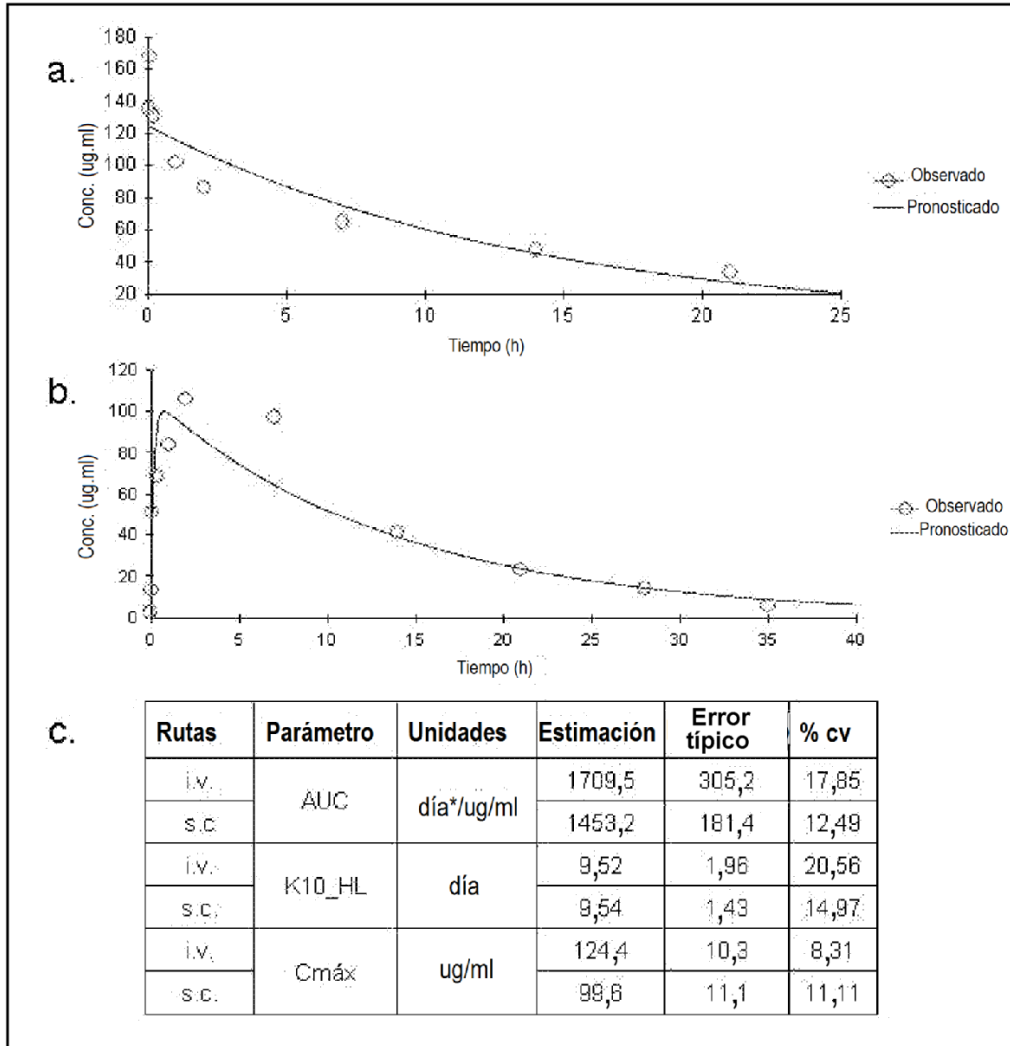 a.
180
160
140
120
100
80
60
40
20
Conc. (ug.ml)
0 5 10 15 20 25
Tiempo (h)
Observado
Pronosticado
b.
120
100
80
60
40
20
0
Conc. (ug.ml)
0 5 10 15 20 25 30 35 40
Tiempo (h)
Observado
Pronosticado
c.
Rutas Parámetro Unidades Estimación Error típico % cv
i.v. AUC día*/ug/ml 1709,5 305,2 17,85
s.c. 1453,2 181,4 12,49
i.v. K10_HL día 9,52 1,96 20,56
s.c. 9,54 1,43 14,97
i.v. Cmáx ug/ml 124,4 10,3 8,31
s.c. 99,6 11,1 11,11